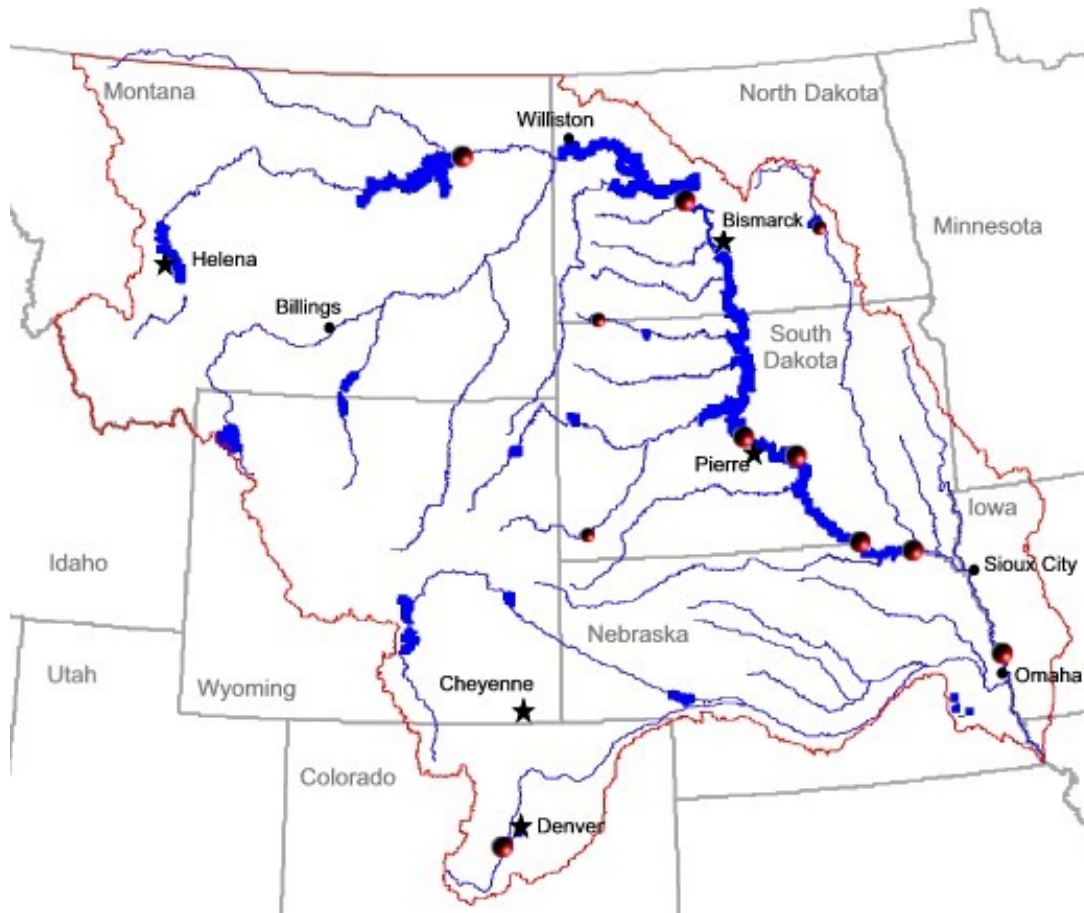 Montana
North Dakota
Williston
Bismarck
Minnesota
Helena
Billings
South
Dakota
Pierre
Iowa
Idaho
Sioux City
Nebraska
Utah
Wyoming
Cheyenne
Omaha
Colorado
Denver